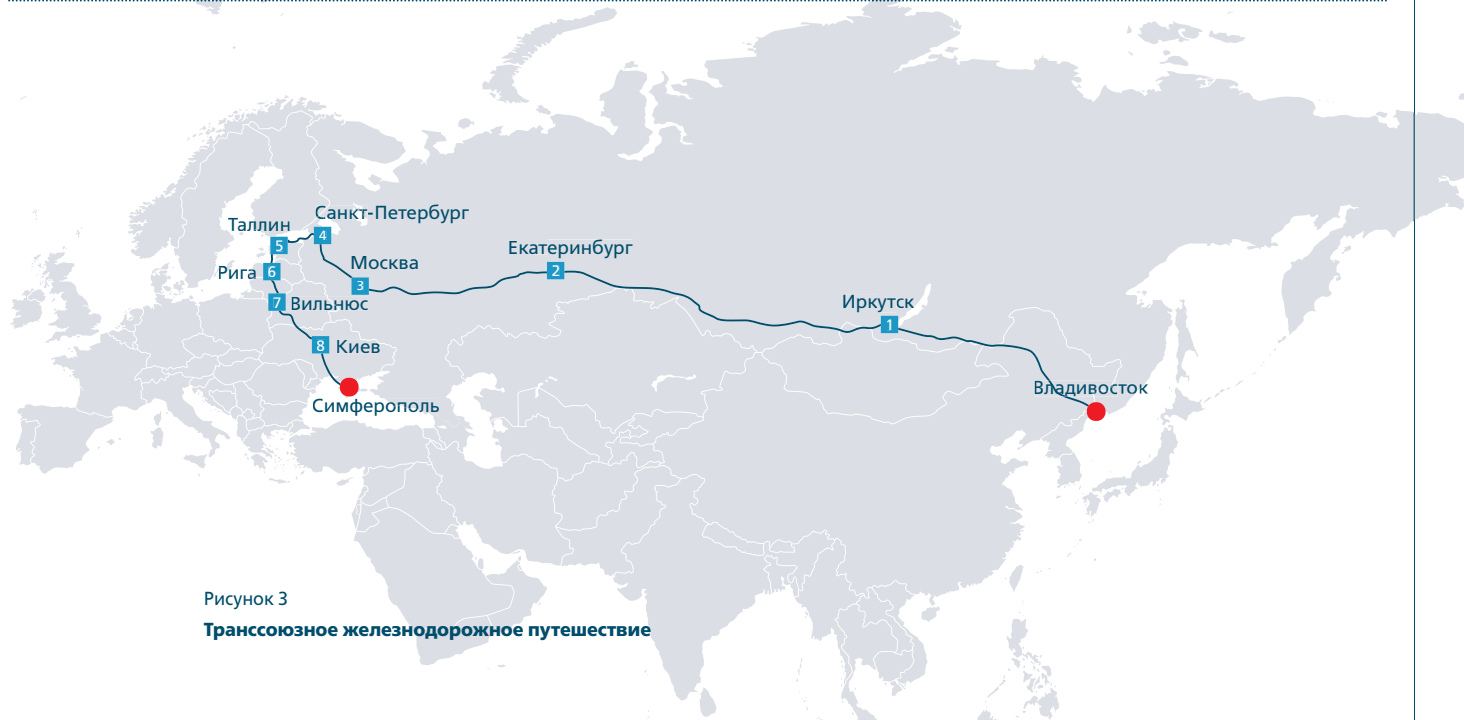 Санкт-Петербург
4
Таллин
5
Рига
6
Москва
3
7
Вильнюс
8
Киев
Симферополь
Екатеринбург
2
Иркутск
1
Владивосток
Рисунок 3
Транссоюзное железнодорожное путешествие